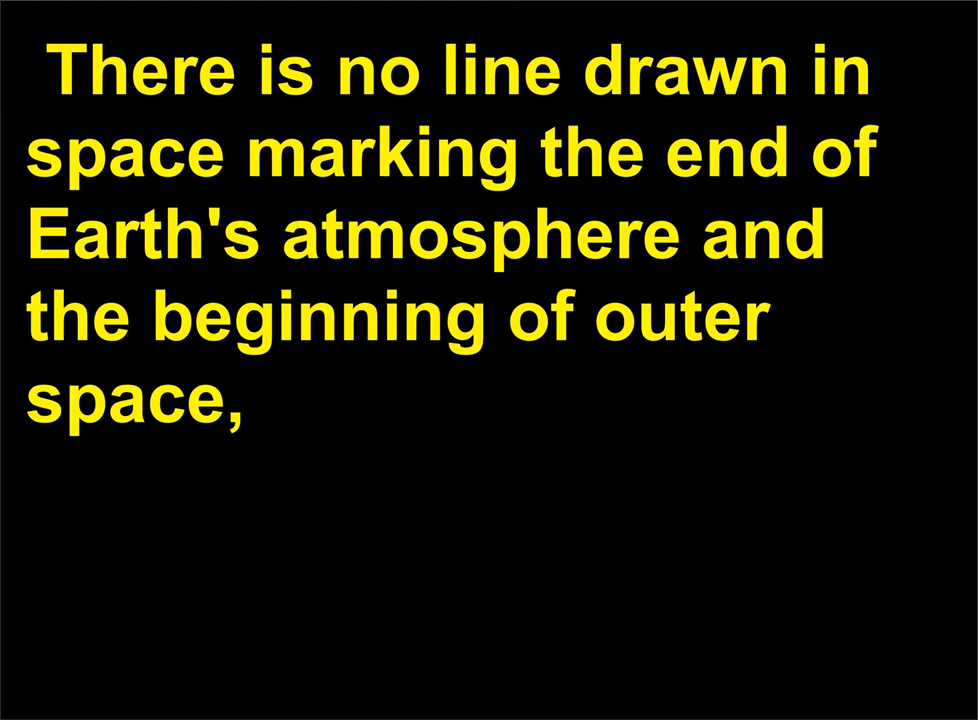 There is no line drawn in
space marking the end of
Earth's atmosphere and
the beginning of outer
space,